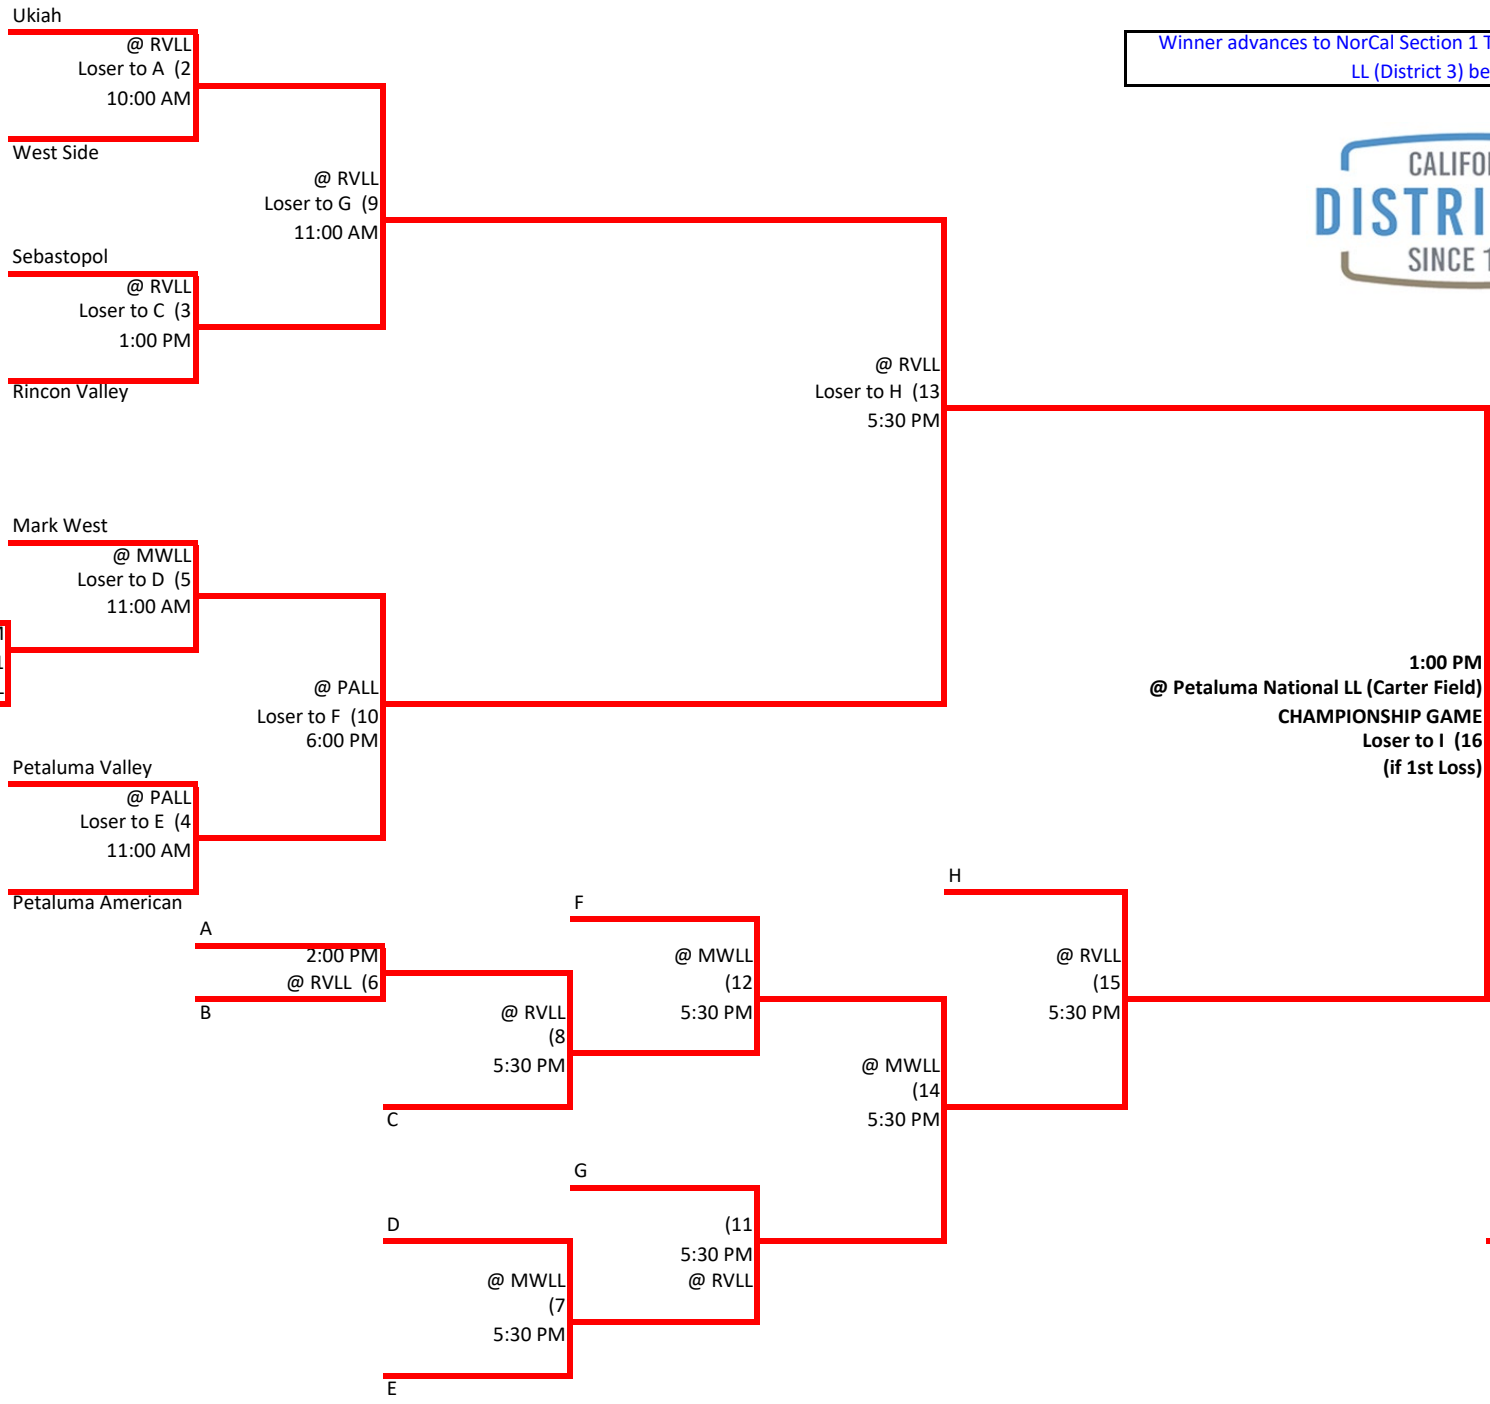 Ukiah
@ RVLL
Loser to A (2
10:00 AM
West Side
Winner advances to NorCal Section 1
LL (District 3) be
CALIFO
DISTRI
SINCE 1
@ RVLL
Loser to G (9
11:00 AM
Sebastopol
@ RVLL
Loser to C (3
1:00 PM
Rincon Valley
@ RVLL
Loser to H (13
5:30 PM
Mark West
@ MWLL
Loser to D (5
11:00 AM
@ PALL
Loser to F (10
6:00 PM
1:00 PM
@ Petaluma National LL (Carter Field)
CHAMPIONSHIP GAME
Loser to I (16
(if 1st Loss)
Petaluma Valley
@ PALL
Loser to E (4
11:00 AM
Petaluma American
A
2:00 PM
@ RVLL (6
B
@ RVLL
(8
5:30 PM
C
F
@ MWLL
(12
5:30 PM
H
@ RVLL
(15
5:30 PM
@ MWLL
(14
5:30 PM
G
(11
5:30 PM
@ RVLL
D
@ MWLL
(7
5:30 PM
E